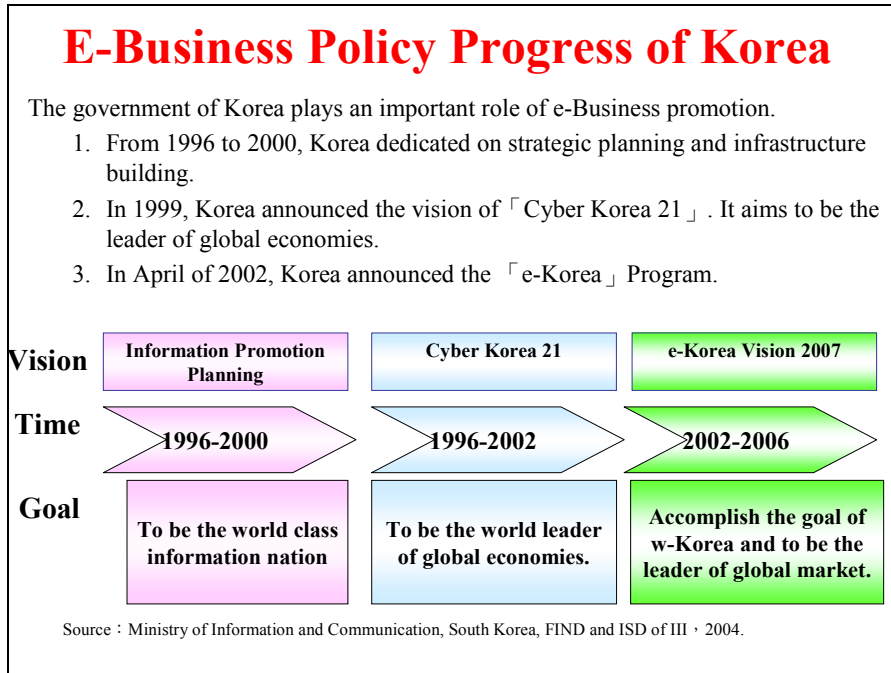 E-Business Policy Progress of Korea
The government of Korea plays an important role of e-Business promotion.
1. From 1996 to 2000, Korea dedicated on strategic planning and infrastructure
building.
2. In 1999, Korea announced the vision of「Cyber Korea 21」. It aims to be the
leader of global economies.
3. In April of 2002, Korea announced the 「e-Korea」Program.
Vision
Information Promotion
Planning
Cyber Korea 21
e-Korea Vision 2007
Time
1996-2000
1996-2002
2002-2006
Goal
To be the world class
information nation
To be the world leader
of global economies.
Accomplish the goal of
w-Korea and to be the
leader of global market.
Source：Ministry of Information and Communication, South Korea, FIND and ISD of III，2004.